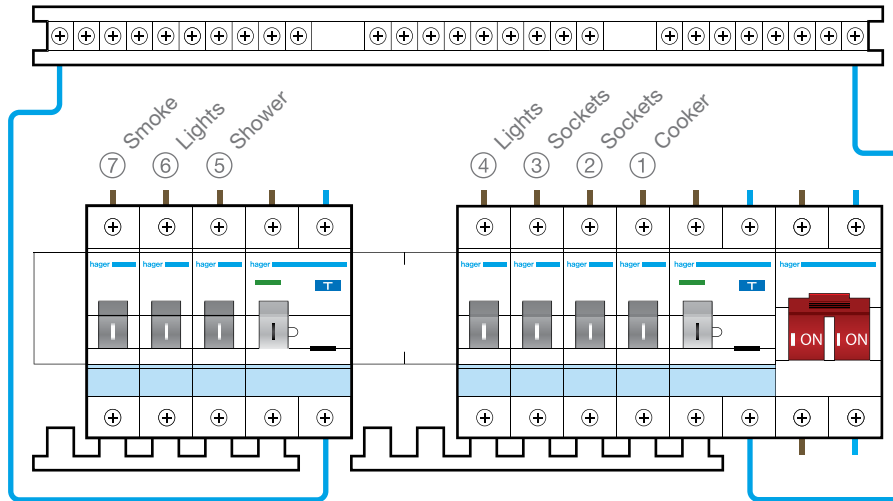 Smoke
Lights
Shower
Lights
Sockets
Sockets
Cooker
7
6
5
4
3
2
1
hager
hager
hager
hager
hager
hager
hager
hager
hager
hager
T
T
ON
ON